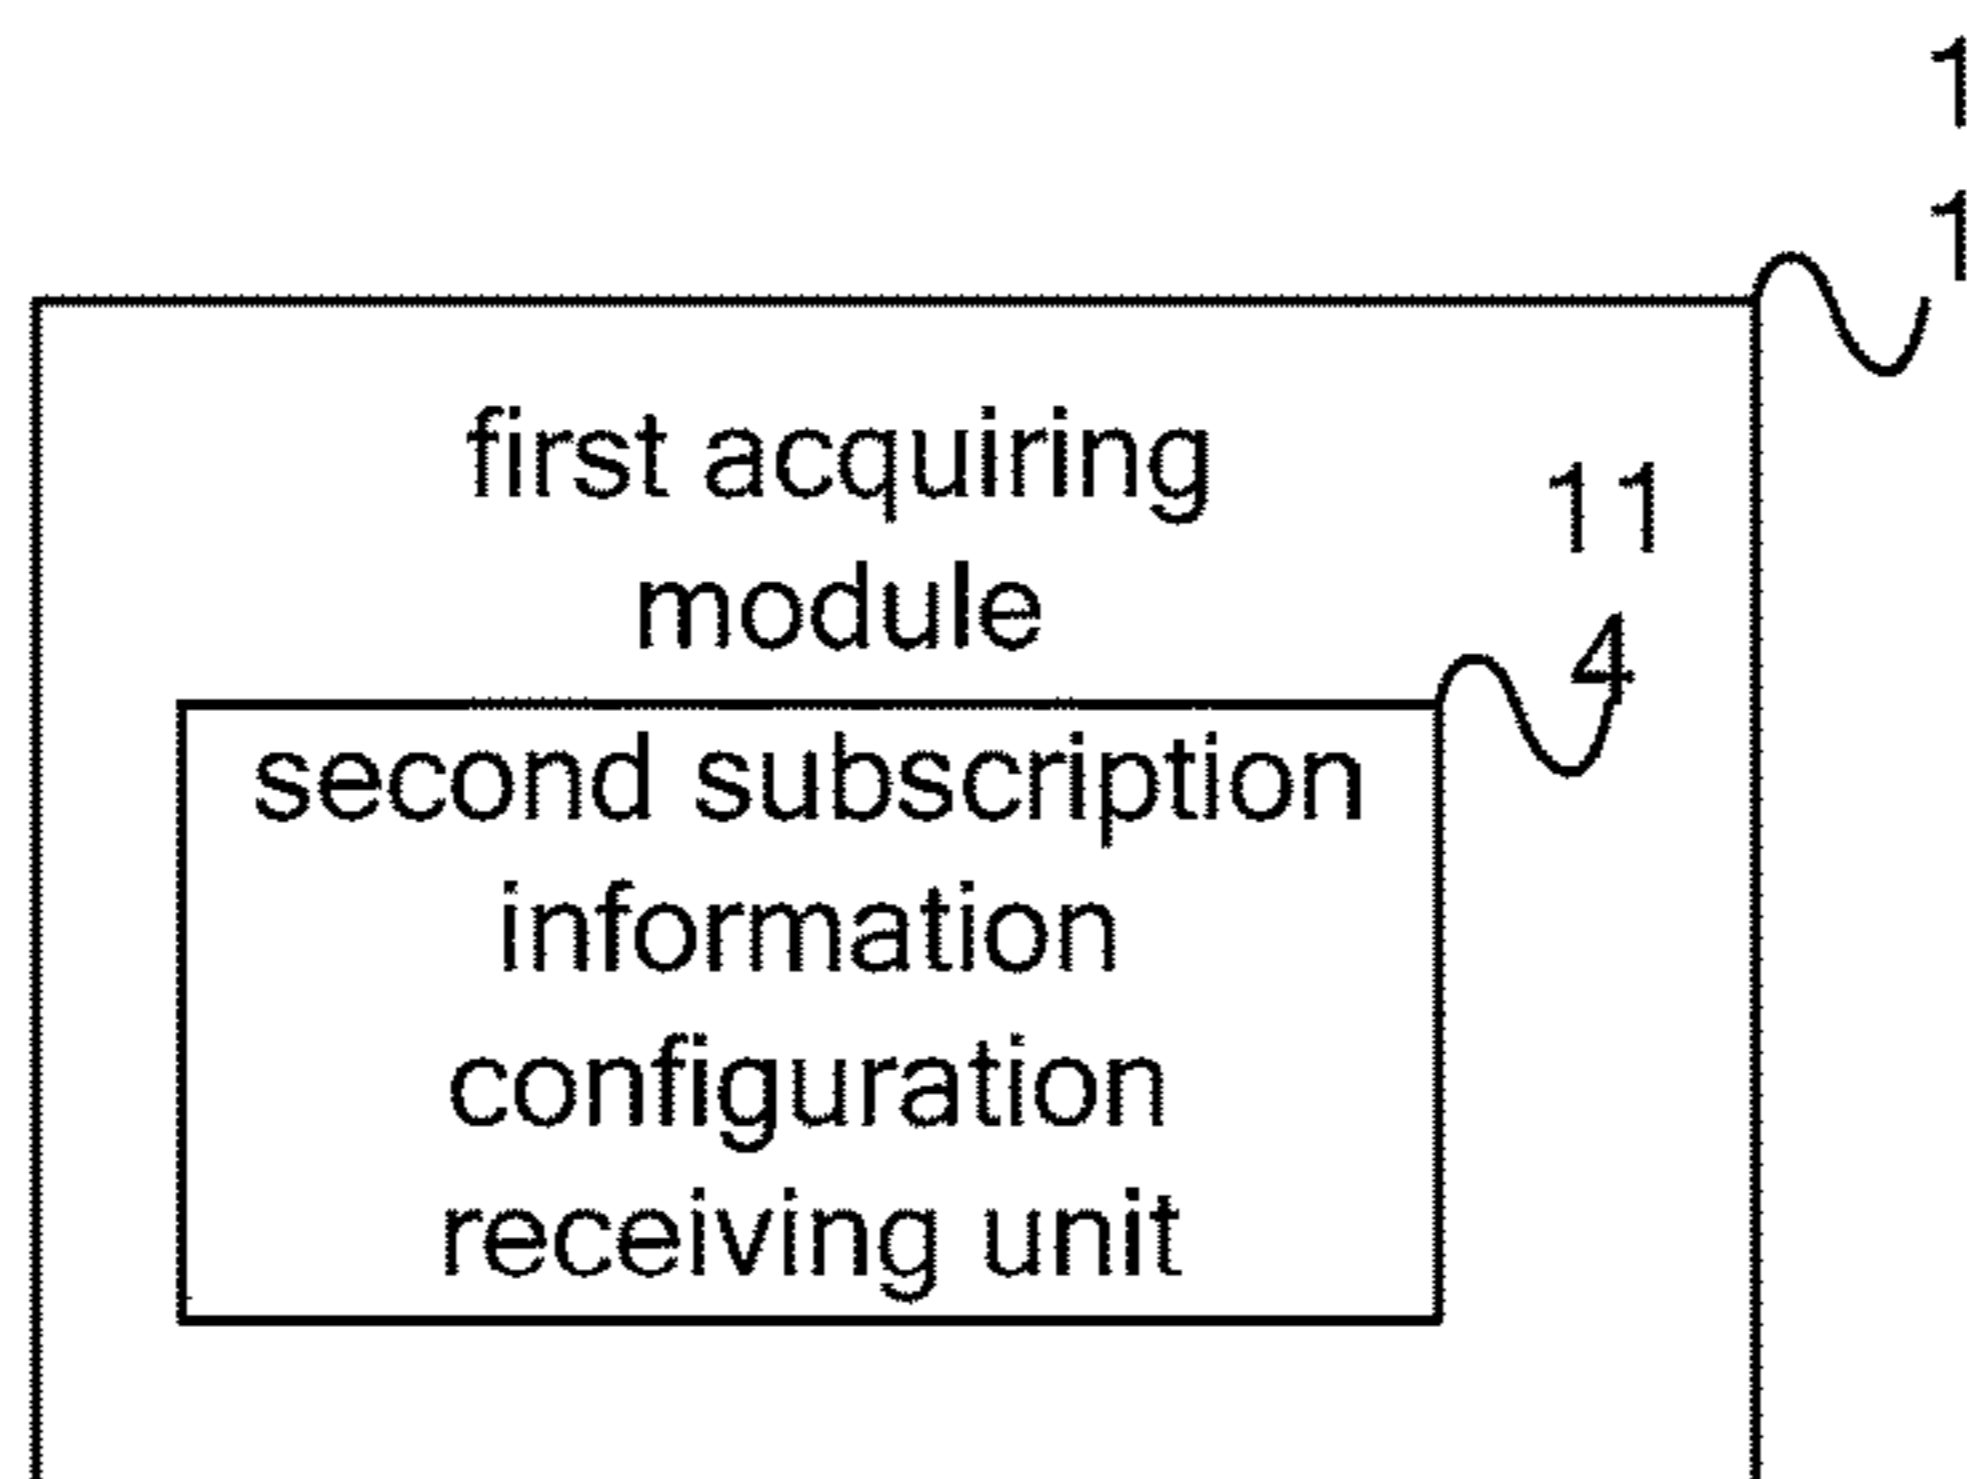 1
1
first acquiring
module
11
4
second subscription
information
configuration
receiving unit